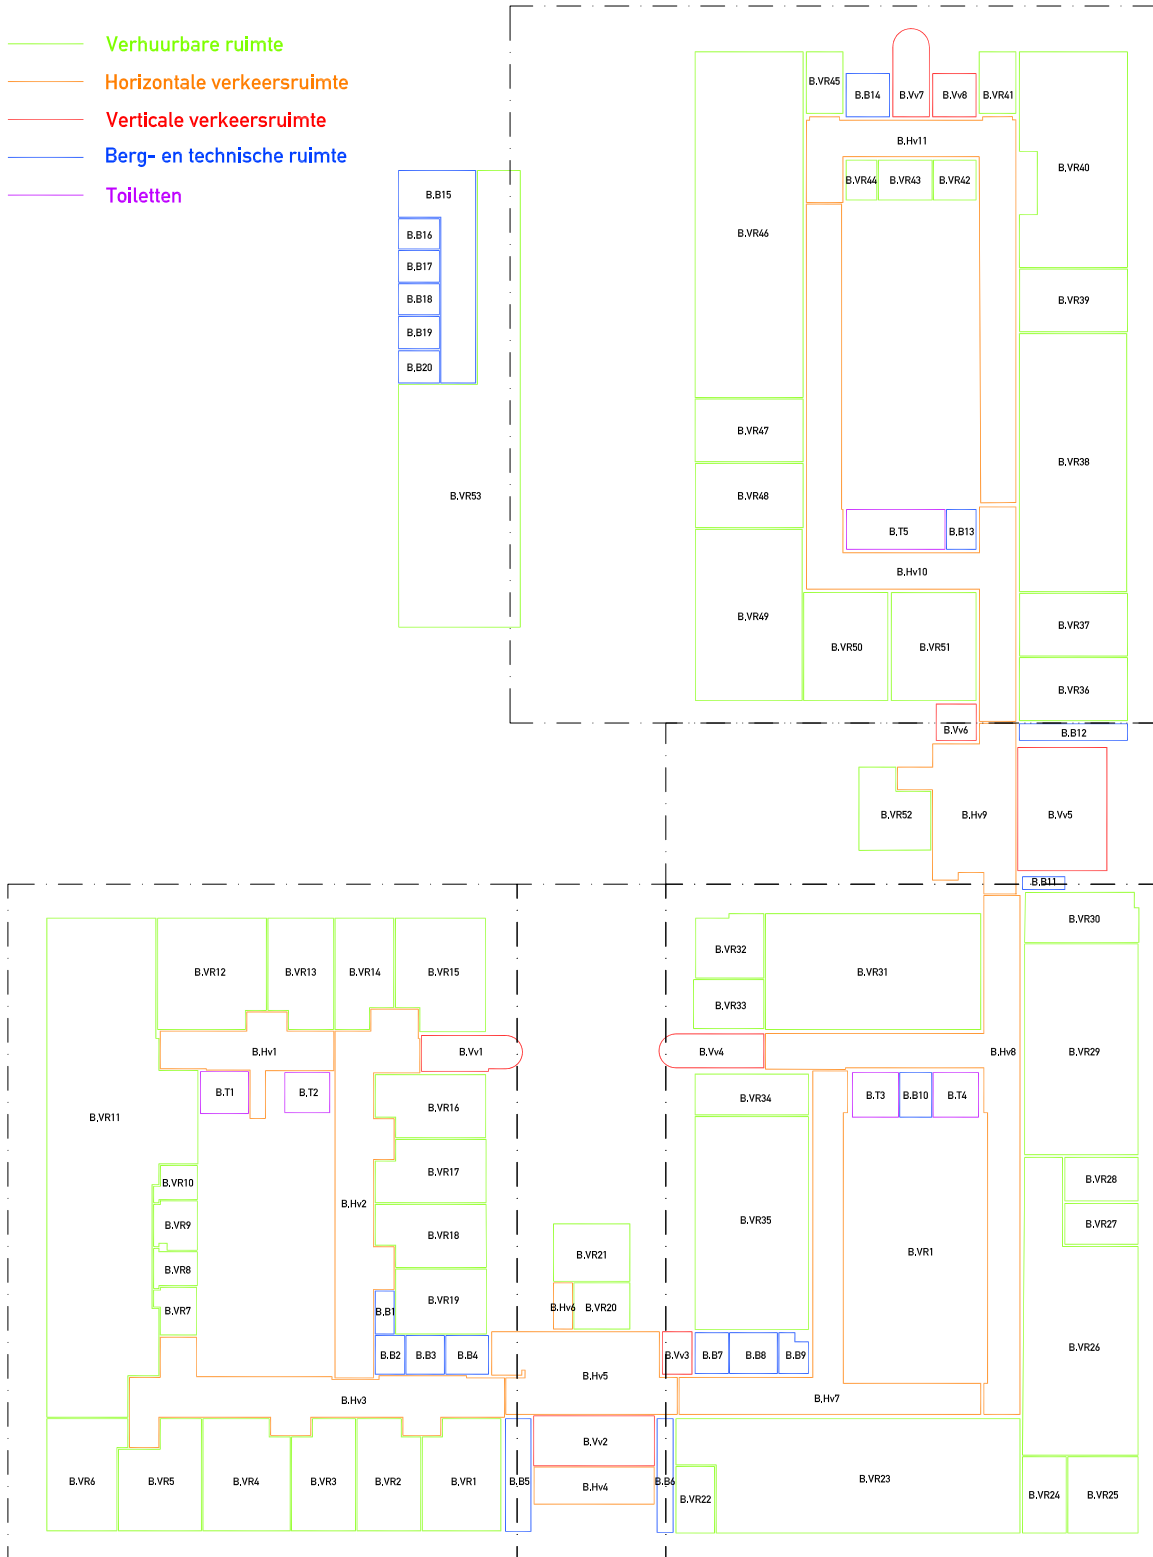 Verhuurbare ruimte
Horizontale verkeersruimte
Verticale verkeersruimte
Berg- en technische ruimte
Toiletten
B.VR45
B.B14
B.Vv7
B.Vv8
B.VR41
B.Hv11
B.VR40
B.VR44
B.VR43
B.VR42
B.B15
B.B16
B.B17
B.B18
B.B19
B.B20
B.VR46
B.VR39
B.VR47
B.VR38
B.VR53
B.VR48
B.T5
B.B13
B.Hv10
B.VR49
B.VR50
B.VR51
B.VR37
B.VR36
B.Vv6
B.B12
B.VR52
B.Hv9
B.Vv5
B.B11
B.VR30
B.VR12
B.VR13
B.VR14
B.VR15
B.VR32
B.VR31
B.VR33
B.Hv1
B.Vv1
B.Vv4
B.Hv8
B.VR29
B.T1
B.T2
B.VR16
B.VR34
B.T3
B.B10
B.T4
B.VR11
B.VR10
B.Hv2
B.VR17
B.VR28
B.VR9
B.VR35
B.VR27
B.VR18
B.VR21
B.VR1
B.VR8
B.VR7
B.B1
B.VR19
B.Hv6
B.VR20
B.B2
B.B3
B.B4
B.Hv5
B.Vv3
B.B7
B.B8
B.B9
B.VR26
B.Hv3
B.Hv7
B.Vv2
B.VR6
B.VR5
B.VR4
B.VR3
B.VR2
B.VR1
B.B5
B.Hv4
B.B6
B.VR22
B.VR23
B.VR24
B.VR25